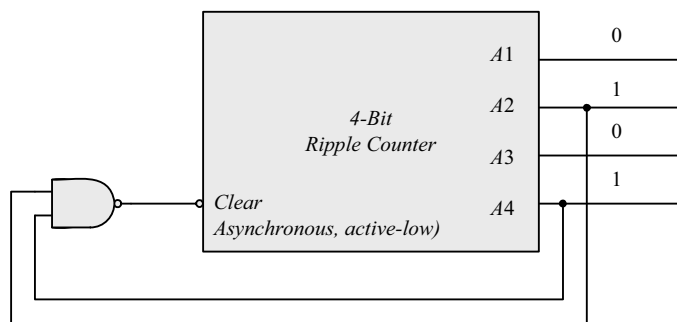 A1 0
A2 1
4-Bit
Ripple Counter
A3 0
A4 1
Clear
Asynchronous, active-low)